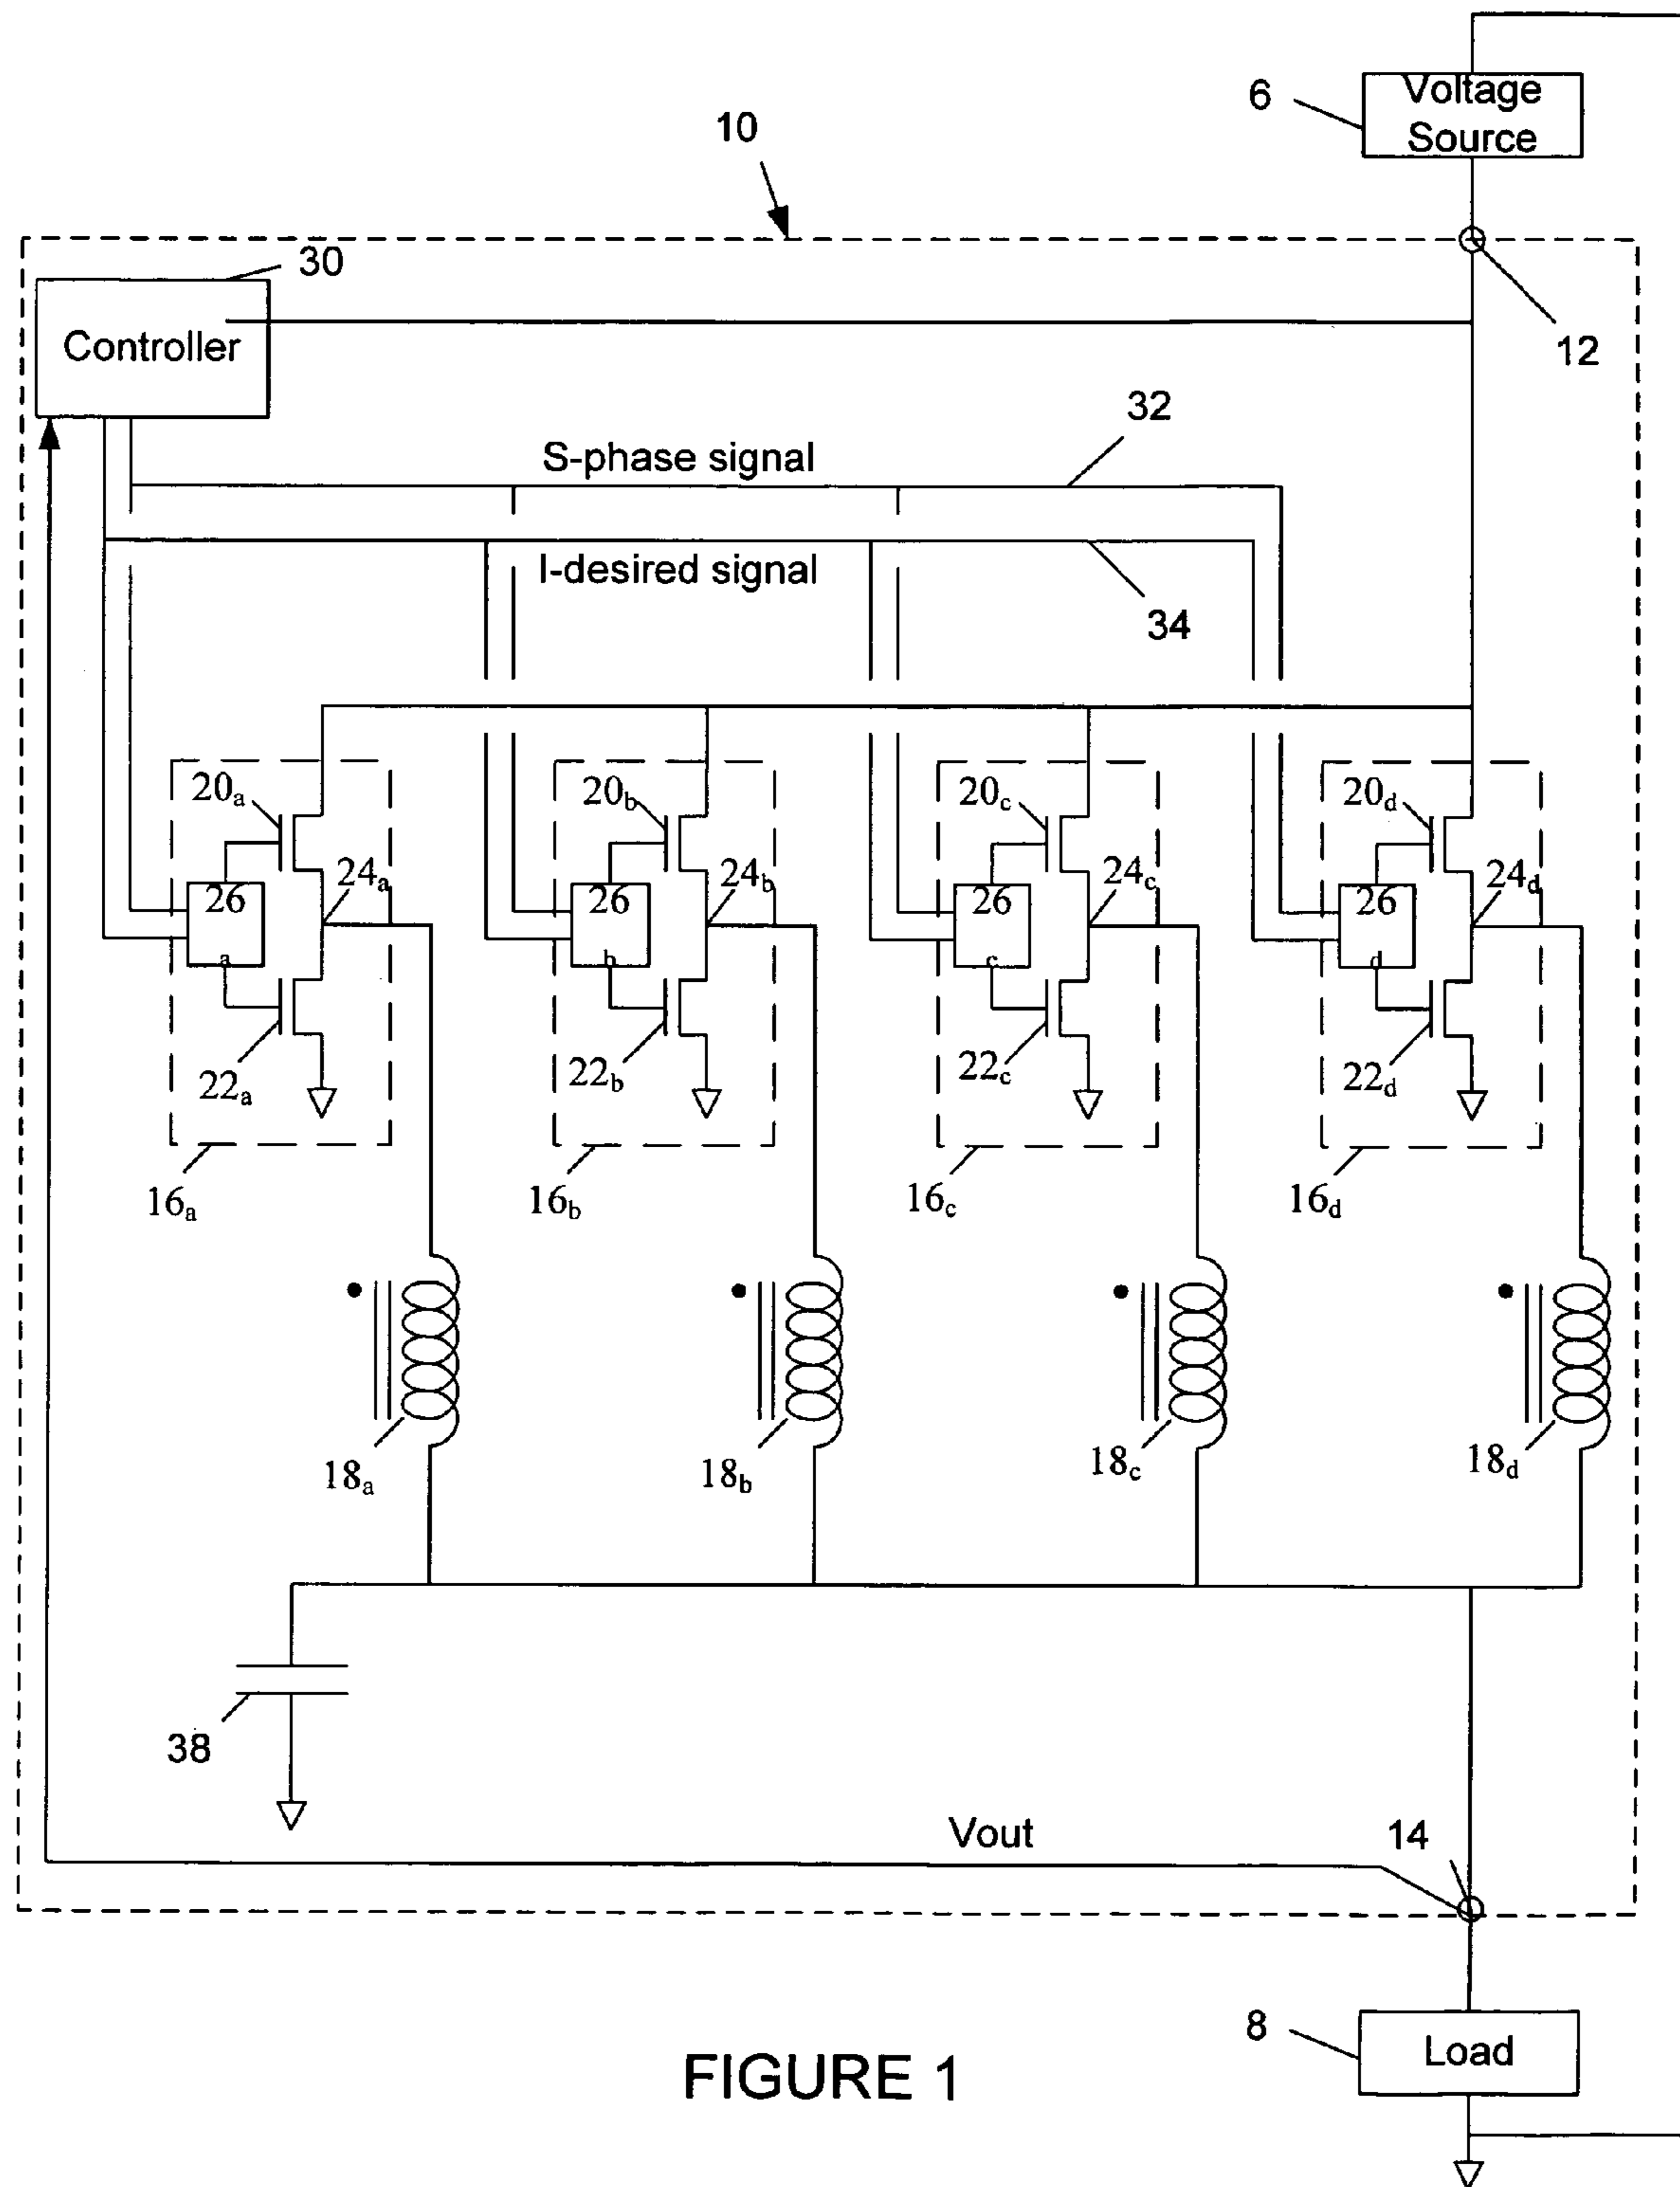 6
Voltage
Source
10
30
Controller
12
32
S-phase signal
I-desired signal
34
20a
20b
20c
20d
24a
24b
24c
24d
26
a
26
b
26
c
26
d
22a
22b
22c
22d
16a
16b
16c
16d
18a
18b
18c
18d
38
Vout
14
8
Load
FIGURE 1